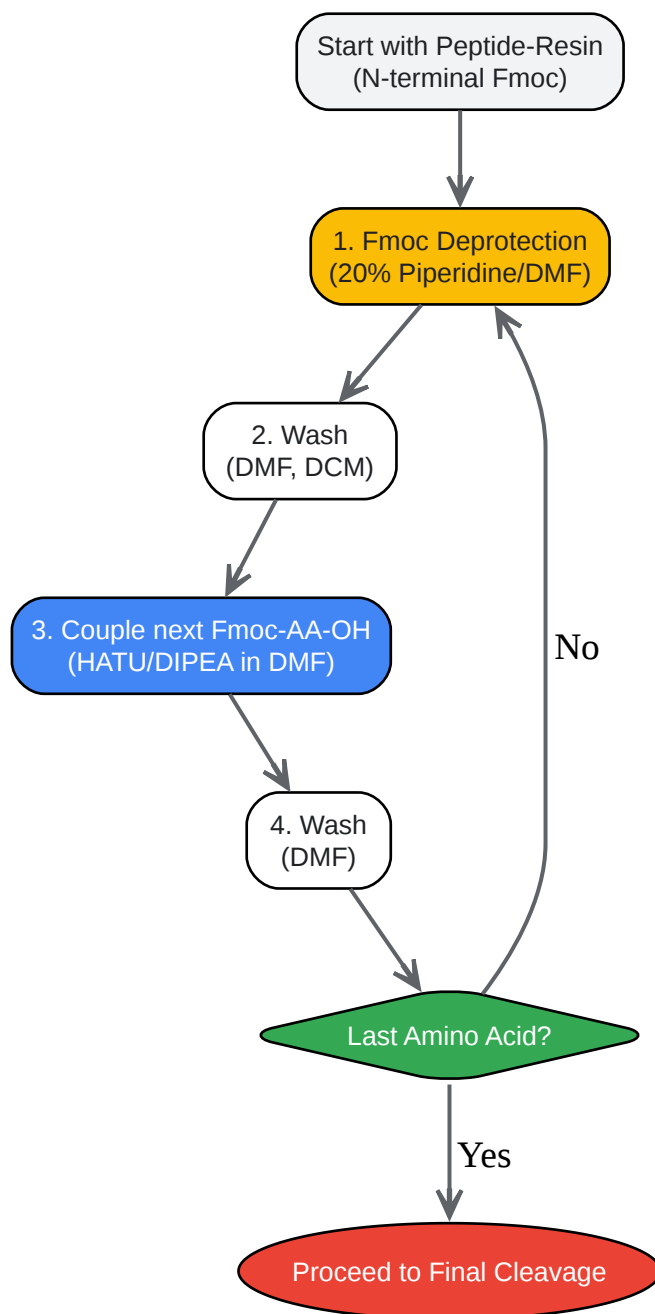 Start with Peptide-Resin
(N-terminal Fmoc)
1. Fmoc Deprotection
(20% Piperidine/DMF)
2. Wash
(DMF, DCM)
3. Couple next Fmoc-AA-OH
(HATU/DIPEA in DMF)
No
4. Wash
(DMF)
Last Amino Acid?
Yes
Proceed to Final Cleavage